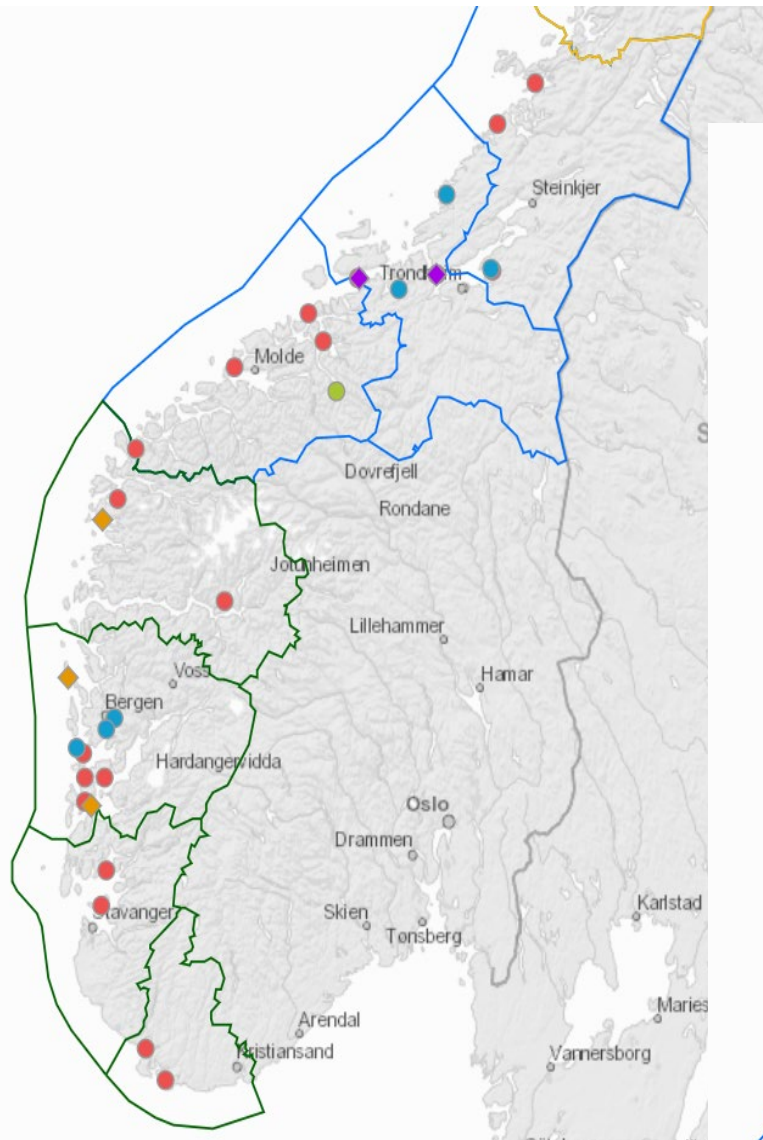 Steinkjer
Trondheim
Molde
S
Dovrefjell
Rondane
Jotunheimen
Lillehammer
Hamar
Voss
Bergen
Hardangervidda
Oslo
Drammen
Karlstad
Skien
Stavanger
Tønsberg
Maries
Arendal
Kristiansand
Vannersborg